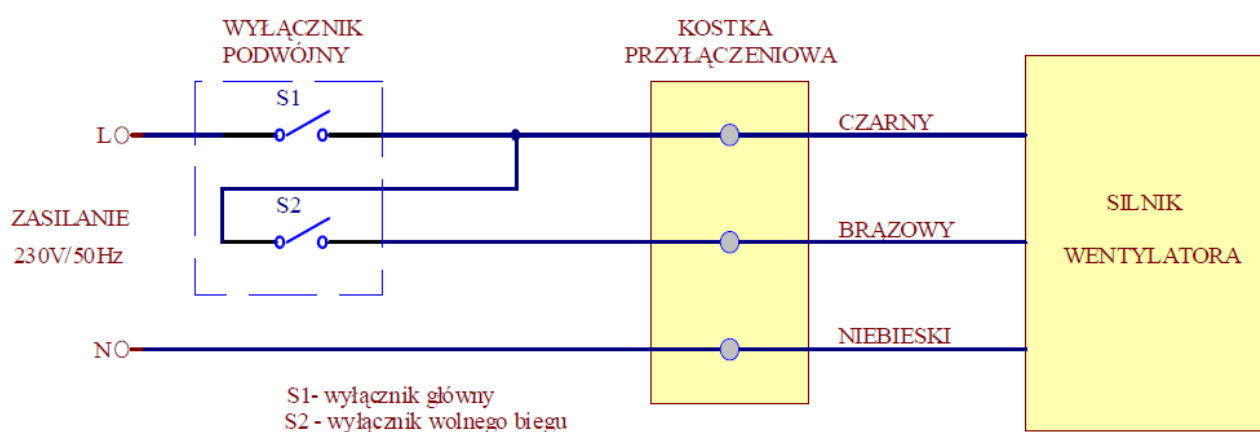 WYŁĄCZNIK
PODWÓJNY
KOSTKA
PRZYŁĄCZENIOWA
S1
L
CZARNY
ZASILANIE
230V/50Hz
S2
BRĄZOWY
SILNIK
WENTYLATORA
N
NIEBIESKI
S1- wyłącznik główny
S2 - wyłącznik wolnego biegu